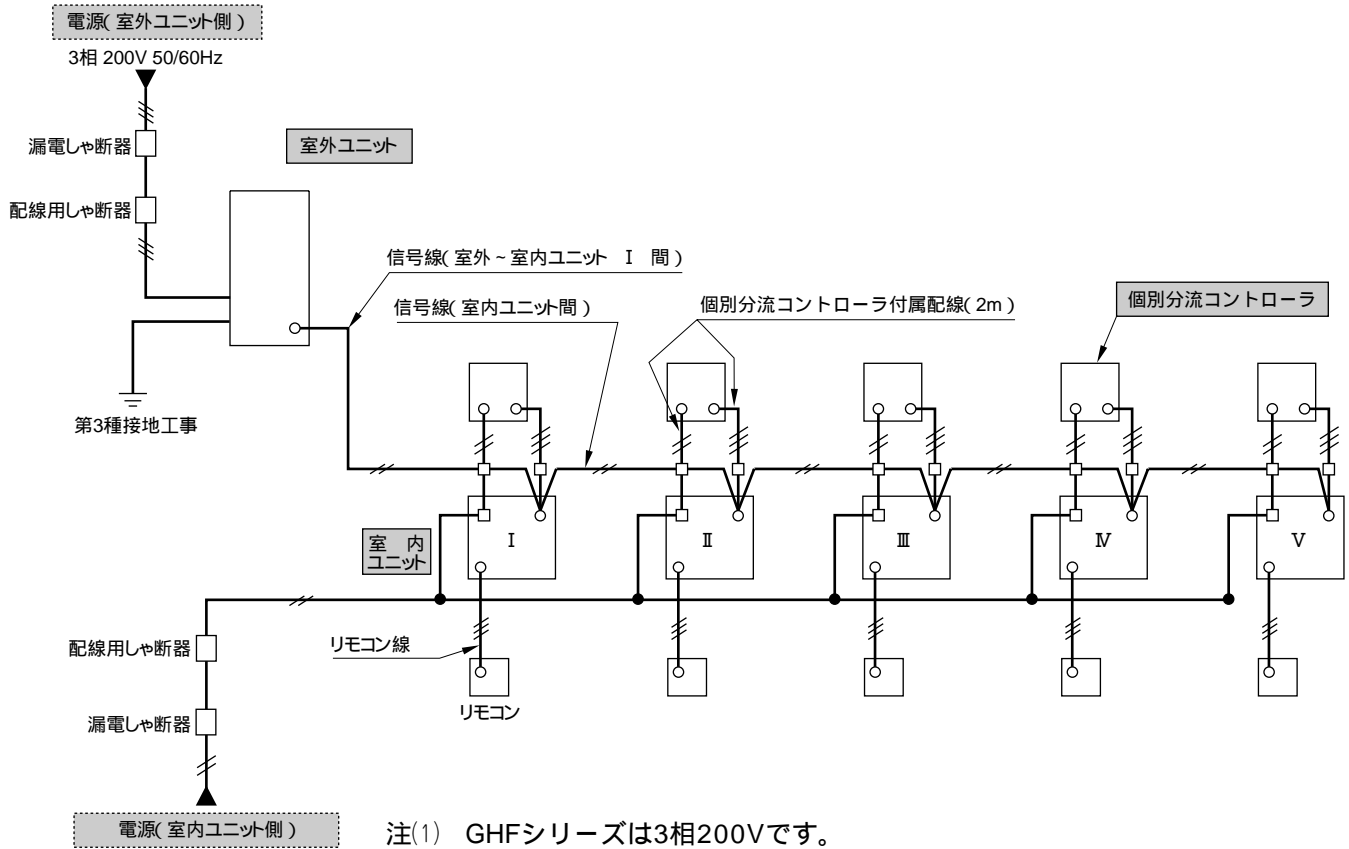 電源(室外ユニット側)
3相 200V 50/60Hz
漏電しゃ断器
配線用しゃ断器
室外ユニット
信号線(室外~室内ユニット Ⅰ 間)
信号線(室内ユニット間)
個別分流コントローラ付属配線(2m)
個別分流コントローラ
第3種接地工事
室 内
ユニット
Ⅰ
Ⅱ
Ⅲ
Ⅳ
Ⅴ
配線用しゃ断器
リモコン線
漏電しゃ断器
リモコン
電源(室内ユニット側)
注⑴ GHFシリーズは3相200Vです。